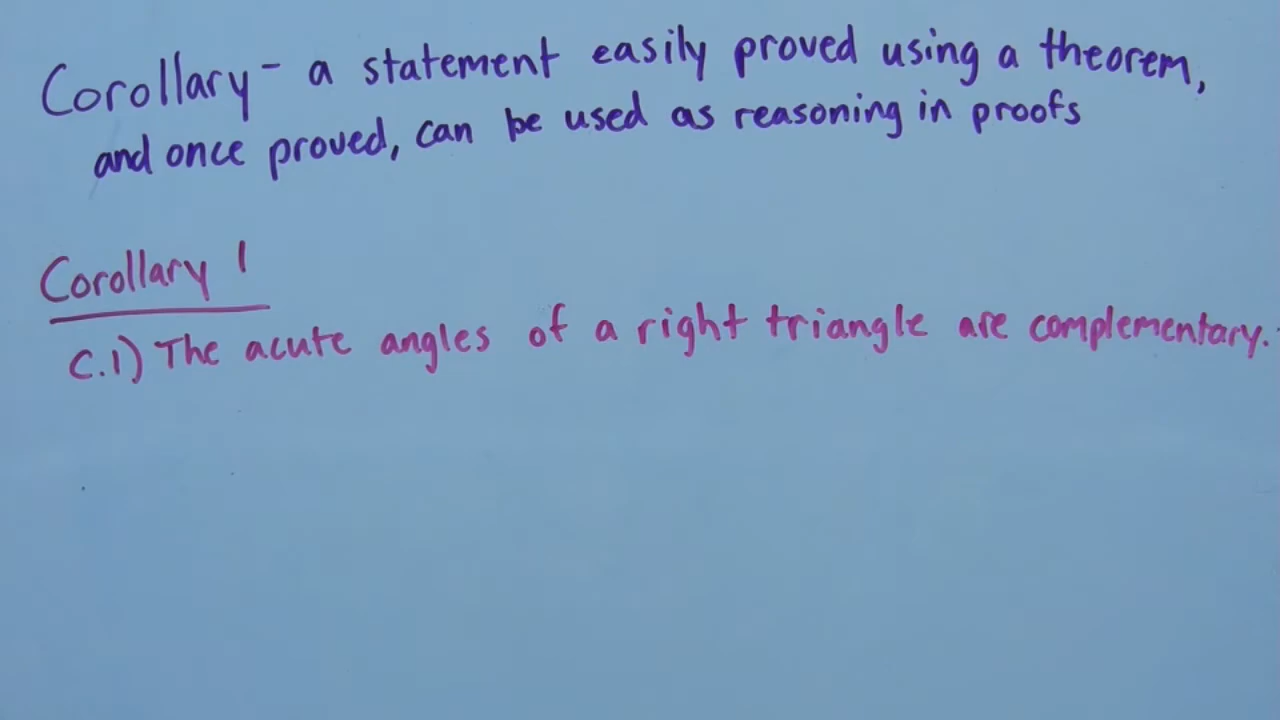 Corollary - a statement easily proved using a theorem,
and once proved, can be used as reasoning in proofs
Corollary 1
C.1) The acute angles of a right triangle are complementary.